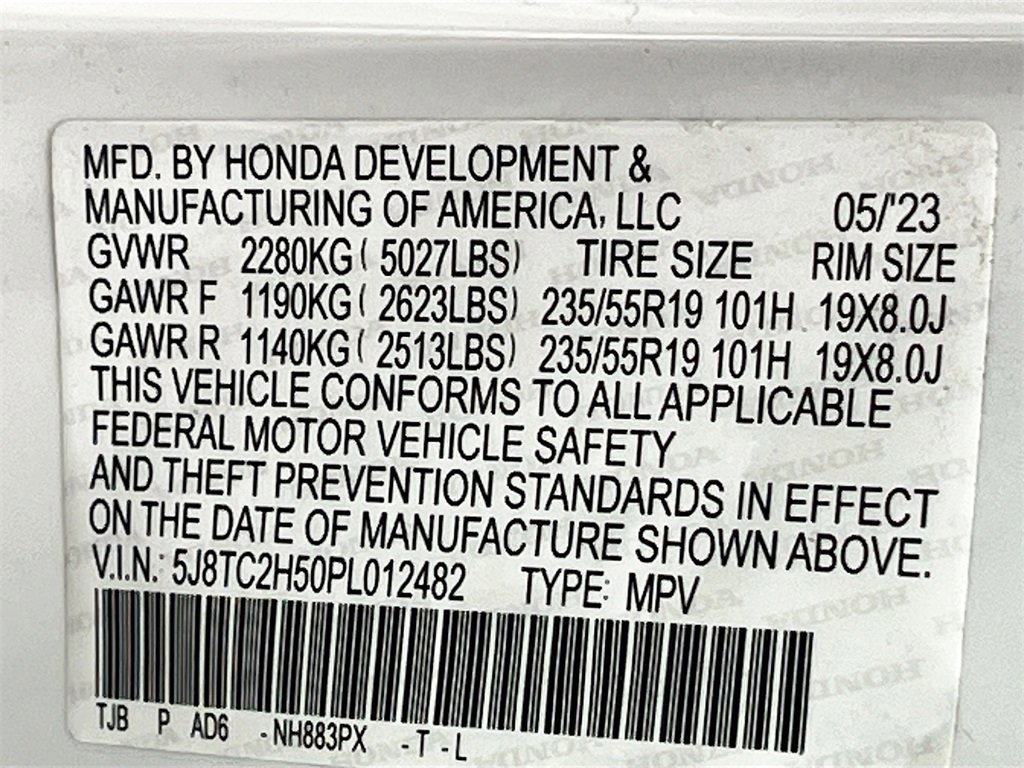 MFD. BY HONDA DEVELOPMENT &
MANUFACTURING OF AMERICA, LLC 05/'23
GVWR 2280KG ( 5027LBS) TIRE SIZE RIM SIZE
GAWR F 1190KG ( 2623LBS) 235/55R19 101H 19X8.0J
GAWR R 1140KG ( 2513LBS) 235/55R19 101H 19X8.0J
THIS VEHICLE CONFORMS TO ALL APPLICABLE
FEDERAL MOTOR VEHICLE SAFETY
AND THEFT PREVENTION STANDARDS IN EFFECT
ON THE DATE OF MANUFACTURE SHOWN ABOVE.
V.I.N.: 5J8TC2H50PL012482 TYPE: MPV
TJB P AD6 -NH883PX -T-L